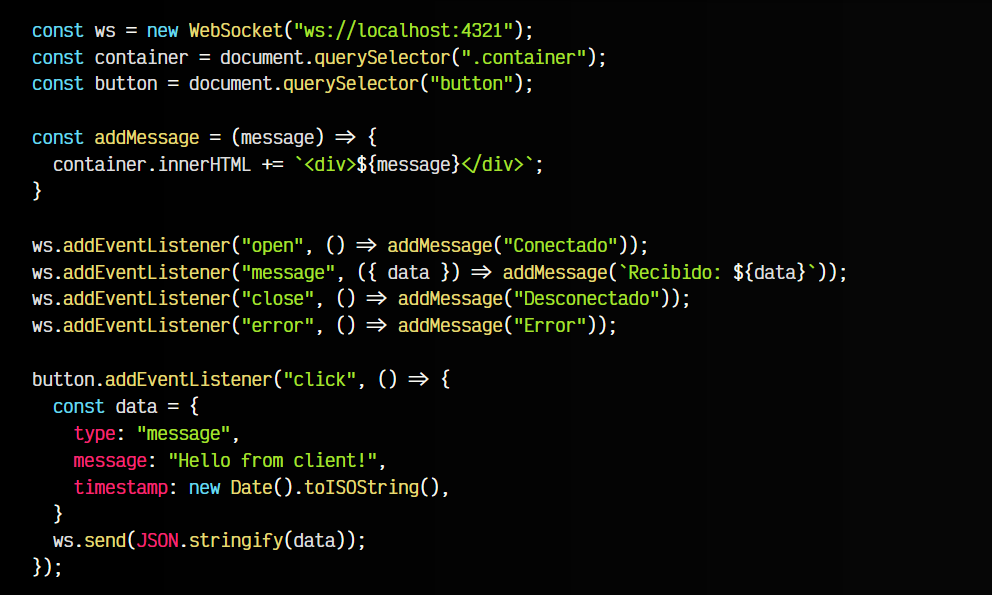 const ws = new WebSocket("ws://localhost:4321");
const container = document.querySelector(".container");
const button = document.querySelector("button");

const addMessage = (message) => {
  container.innerHTML += `<div>${message}</div>`;
}

ws.addEventListener("open", () => addMessage("Conectado"));
ws.addEventListener("message", ({ data }) => addMessage(`Recibido: ${data}`));
ws.addEventListener("close", () => addMessage("Desconectado"));
ws.addEventListener("error", () => addMessage("Error"));

button.addEventListener("click", () => {
  const data = {
    type: "message",
    message: "Hello from client!",
    timestamp: new Date().toISOString(),
  }
  ws.send(JSON.stringify(data));
});